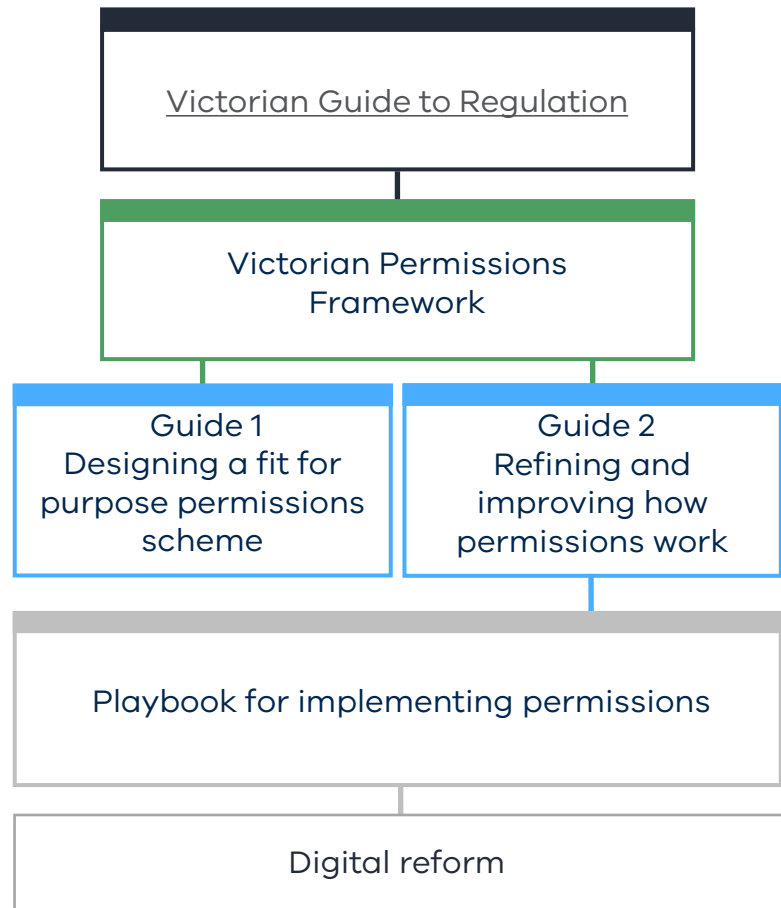 Victorian Guide to Regulation
Victorian Permissions
Framework
Guide 1
Designing a fit for
purpose permissions
scheme
Guide 2
Refining and
improving how
permissions work
Playbook for implementing permissions
Digital reform